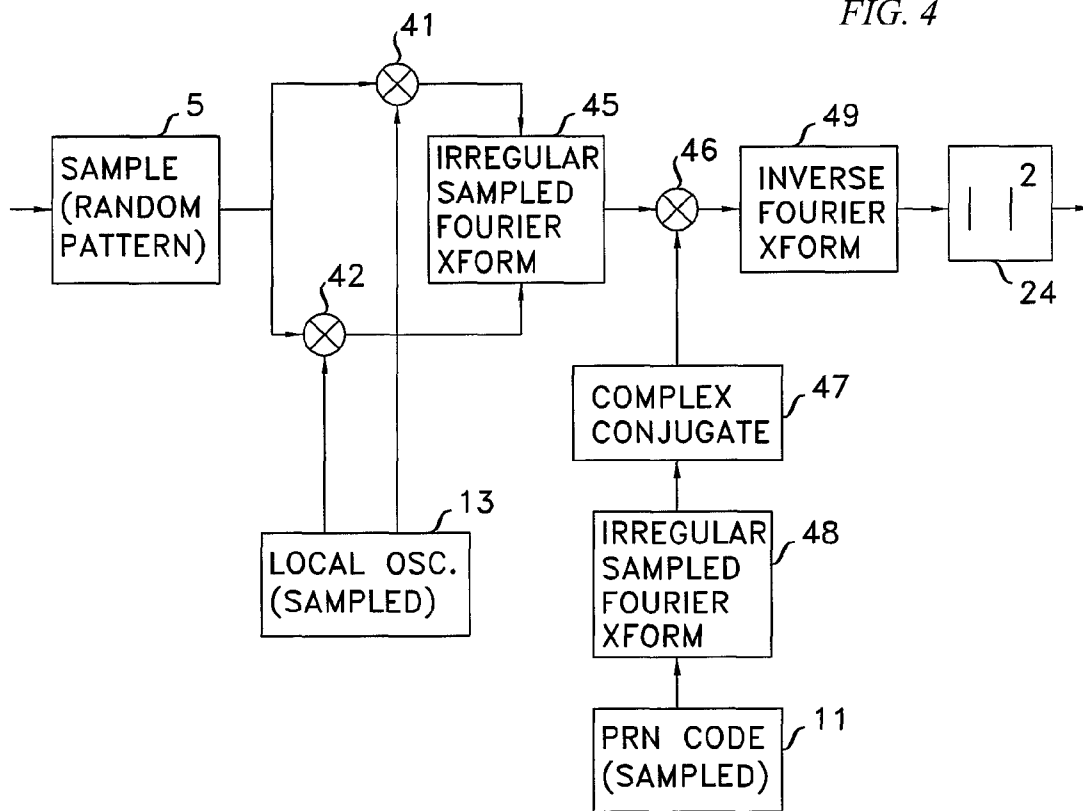 FIG. 4
41
5
SAMPLE
(RANDOM
PATTERN)
45
IRREGULAR
SAMPLED
FOURIER
XFORM
46
49
INVERSE
FOURIER
XFORM
| |2
24
42
COMPLEX
CONJUGATE
47
13
LOCAL OSC.
(SAMPLED)
IRREGULAR
SAMPLED
FOURIER
XFORM
48
PRN CODE
(SAMPLED)
11